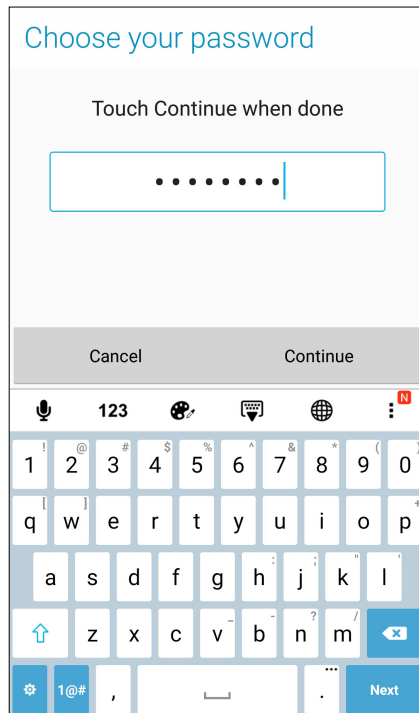 Choose your password
Touch Continue when done
••••••••
Cancel Continue
123 N
! @ # $ % ^ & * ( )
1 2 3 4 5 6 7 8 9 0
[ ] +
q w e r t y u i o p
: ; " '
a s d f g h j k l
_ - ? /
z x c v b n m
1@# , ... . Next